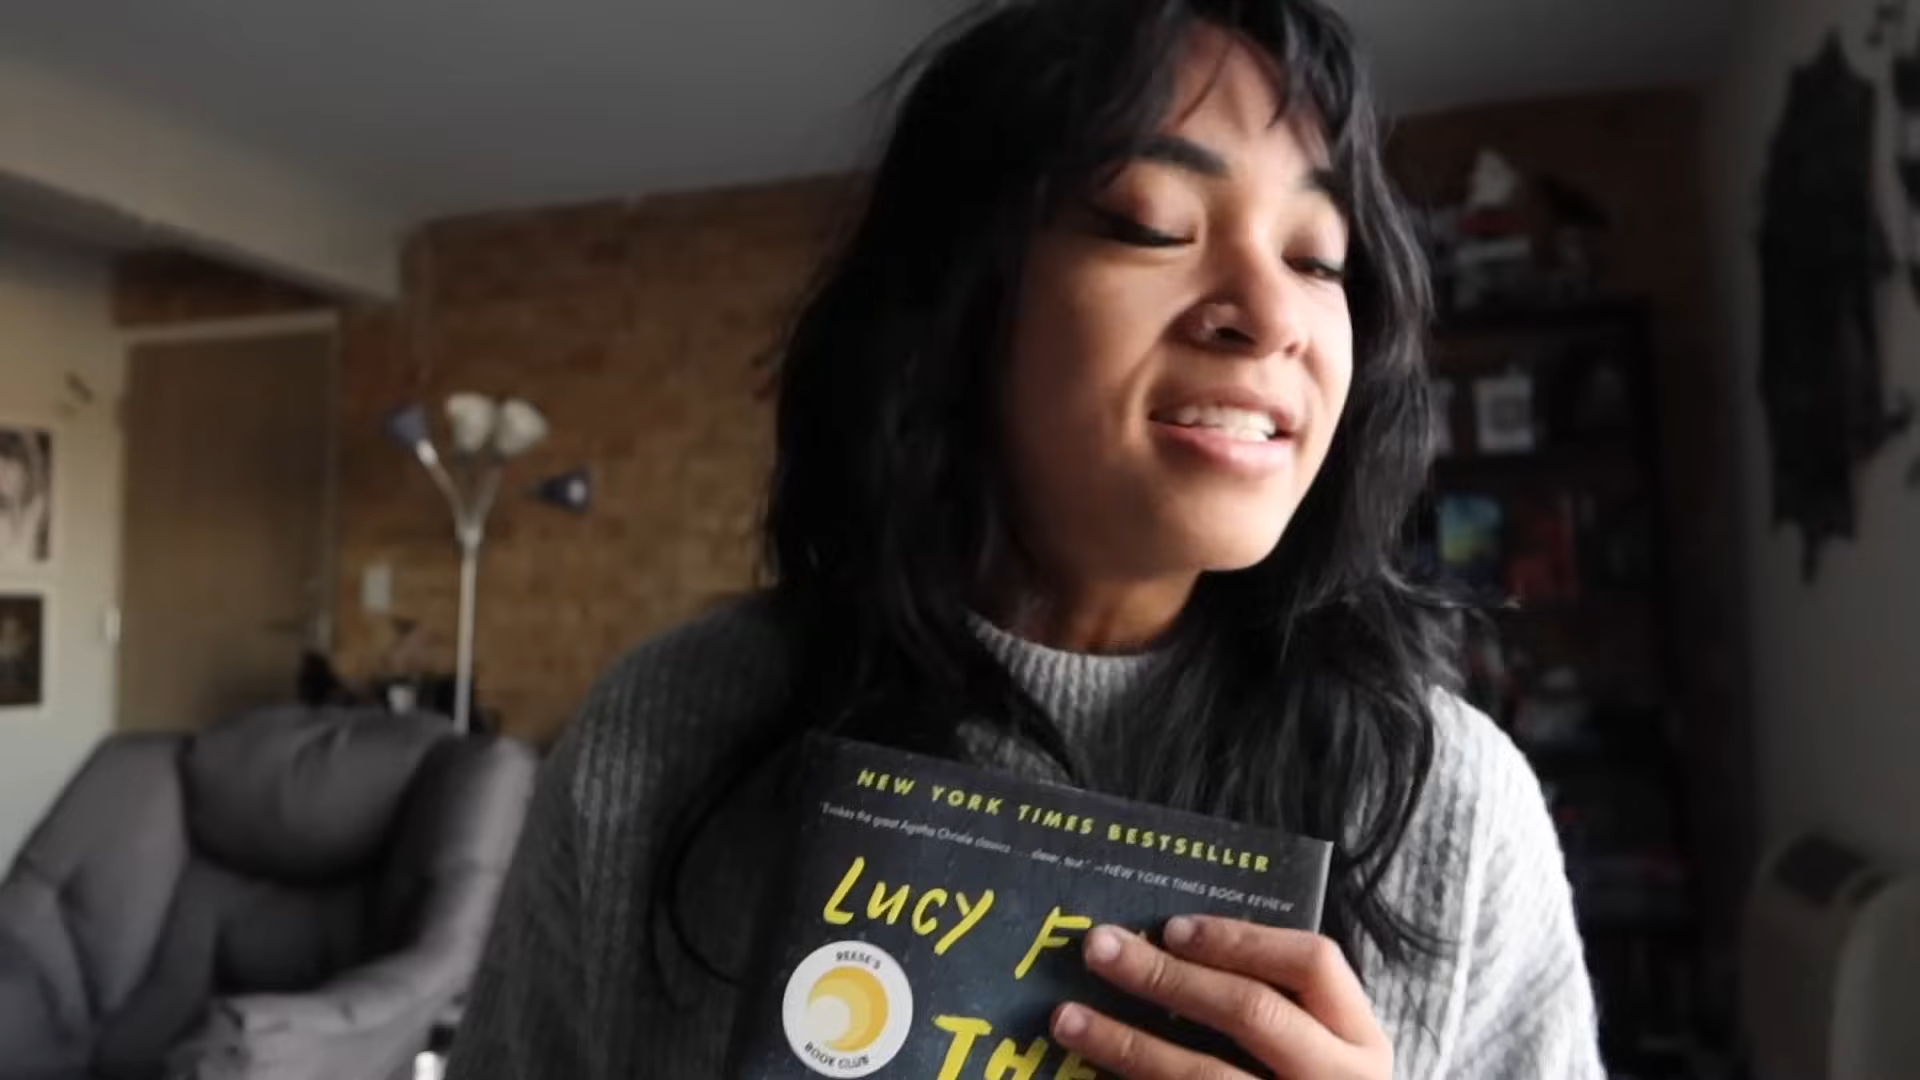 NEW YORK TIMES BESTSELLER
"Evokes the great Agatha Christie classics . . . clever, taut." —NEW YORK TIMES BOOK REVIEW
LUCY F
REESE'S
BOOK CLUB
THE